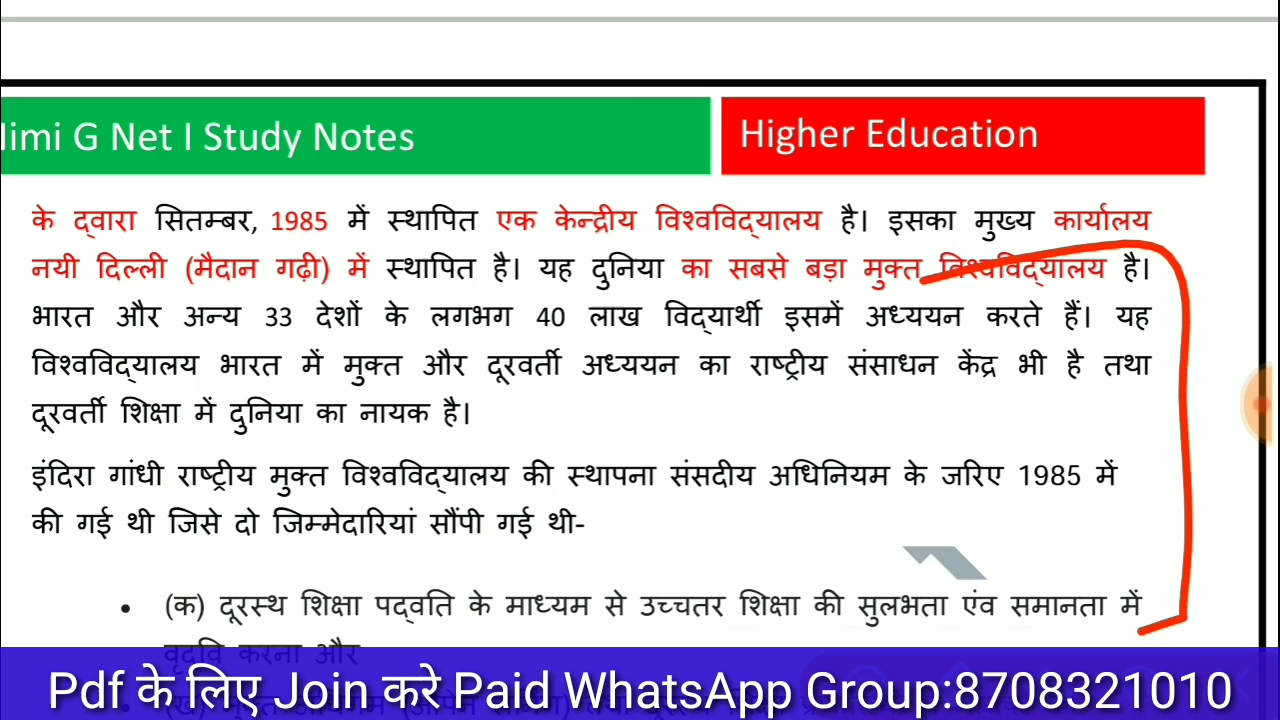 Nimi G Net I Study Notes
Higher Education
के द्वारा सितम्बर, 1985 में स्थापित एक केन्द्रीय विश्वविद्यालय है। इसका मुख्य कार्यालय
नयी दिल्ली (मैदान गढ़ी) में स्थापित है। यह दुनिया का सबसे बड़ा मुक्त विश्वविद्यालय है।
भारत और अन्य 33 देशों के लगभग 40 लाख विद्यार्थी इसमें अध्ययन करते हैं। यह
विश्वविद्यालय भारत में मुक्त और दूरवर्ती अध्ययन का राष्ट्रीय संसाधन केंद्र भी है तथा
दूरवर्ती शिक्षा में दुनिया का नायक है।
इंदिरा गांधी राष्ट्रीय मुक्त विश्वविद्यालय की स्थापना संसदीय अधिनियम के जरिए 1985 में
की गई थी जिसे दो जिम्मेदारियां सौंपी गई थी-
• (क) दूरस्थ शिक्षा पद्वति के माध्यम से उच्चतर शिक्षा की सुलभता एंव समानता में
वृद्वि करना और
Pdf के लिए Join करे Paid WhatsApp Group:8708321010